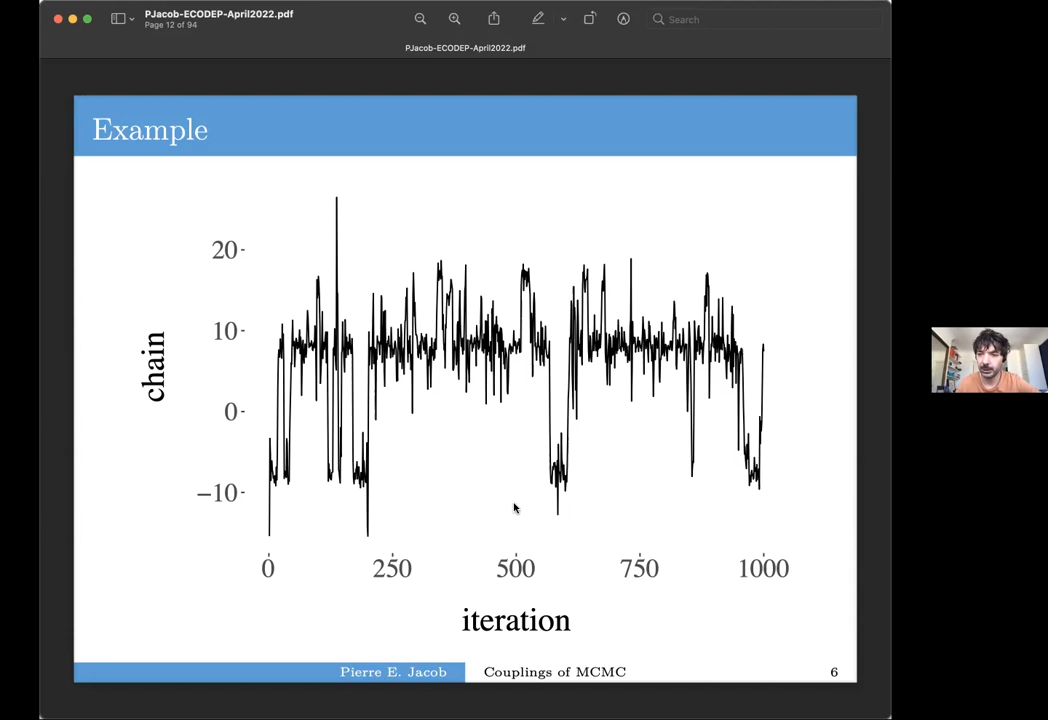 PJacob-ECODEP-April2022.pdf
Page 12 of 94
Search
PJacob-ECODEP-April2022.pdf
Example
chain
20
10
0
−10
0 250 500 750 1000
iteration
Pierre E. Jacob Couplings of MCMC 6